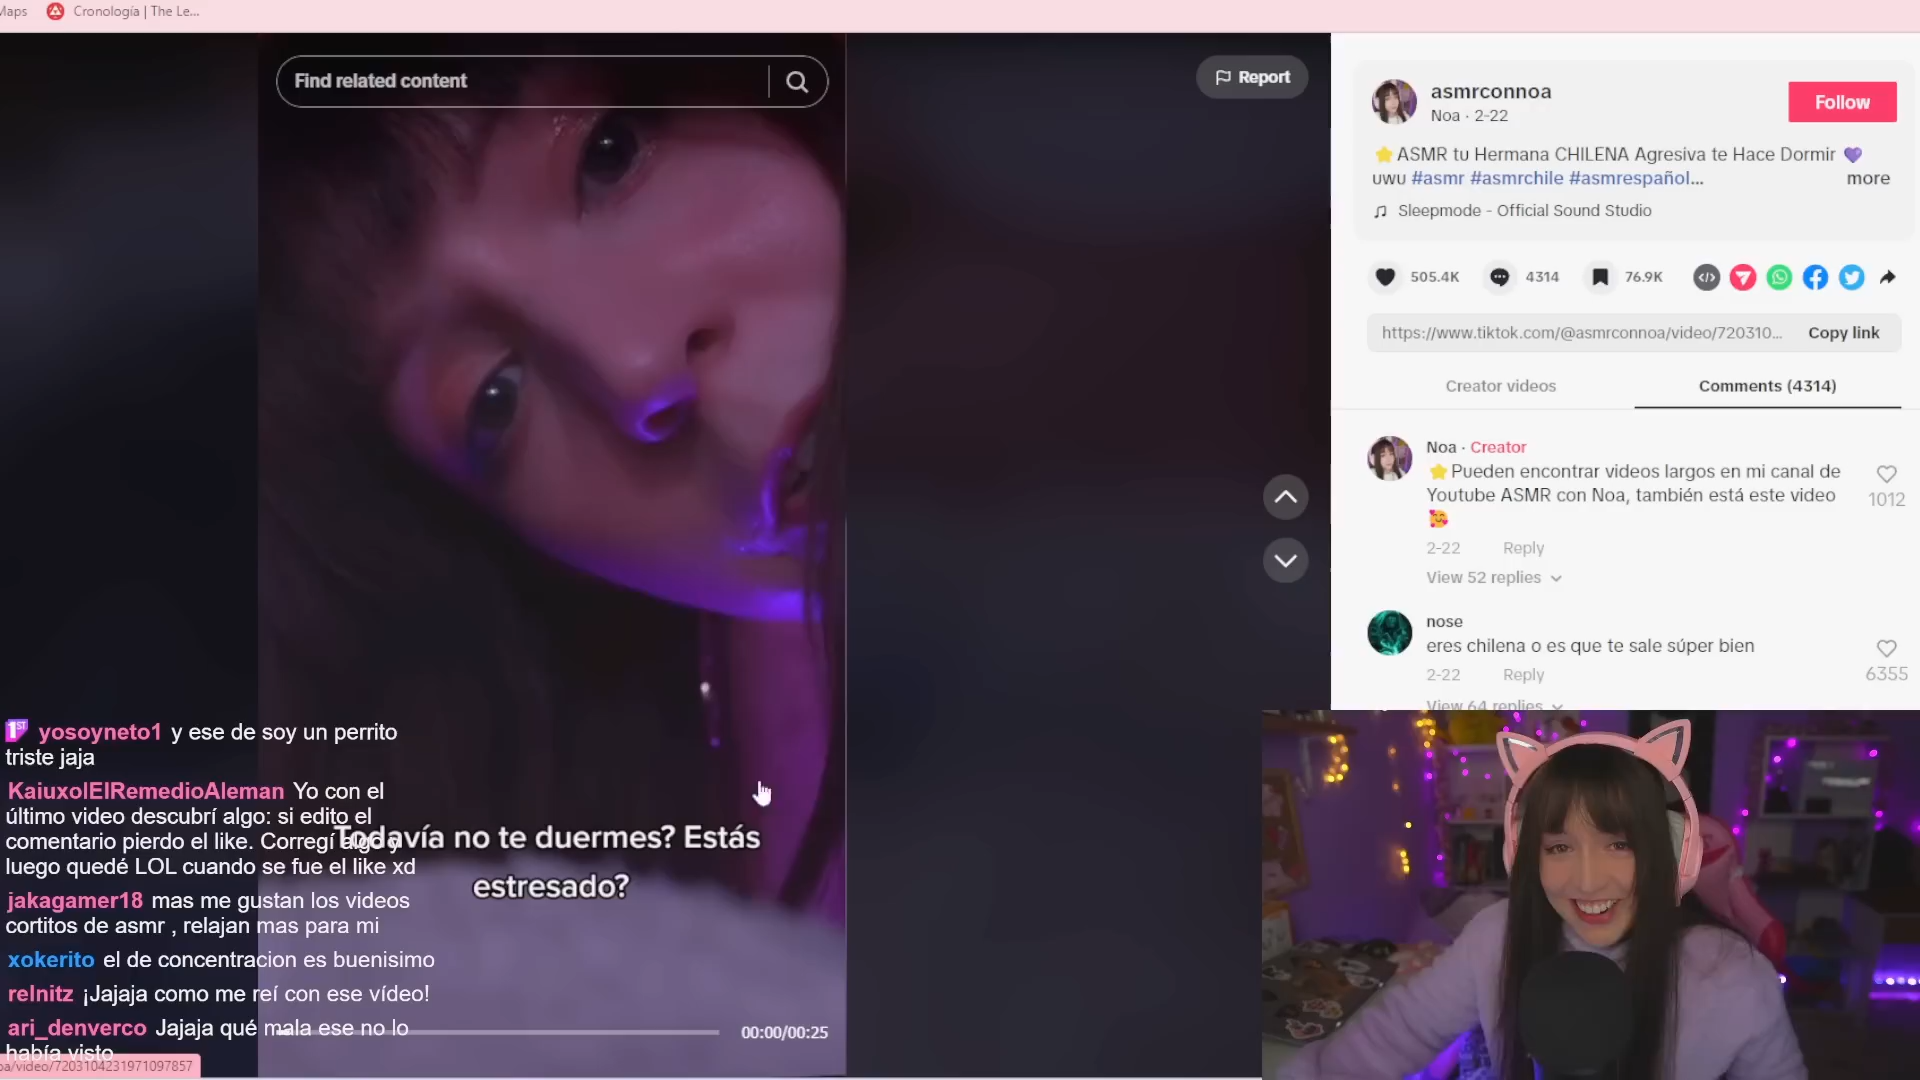 Maps
Cronología | The Le...
Find related content
Report
asmrconnoa
Noa · 2-22
Follow
⭐ASMR tu Hermana CHILENA Agresiva te Hace Dormir 💜
uwu #asmr #asmrchile #asmrespañol...
more
Sleepmode - Official Sound Studio
505.4K
4314
76.9K
https://www.tiktok.com/@asmrconnoa/video/720310...
Copy link
Creator videos
Comments (4314)
Noa · Creator
⭐Pueden encontrar videos largos en mi canal de
Youtube ASMR con Noa, también está este video
🥰
1012
2-22 Reply
View 52 replies
nose
eres chilena o es que te sale súper bien
6355
2-22 Reply
View 64 replies
1ST yosoyneto1 y ese de soy un perrito
triste jaja
KaiuxolElRemedioAleman Yo con el
último video descubrí algo: si edito el
comentario pierdo el like. Corregí algo y
luego quedé LOL cuando se fue el like xd
jakagamer18 mas me gustan los videos
cortitos de asmr , relajan mas para mi
xokerito el de concentracion es buenisimo
relnitz ¡Jajaja como me reí con ese vídeo!
ari_denverco Jajaja qué mala ese no lo
había visto
Todavía no te duermes? Estás
estresado?
00:00/00:25
oa/video/7203104231971097857